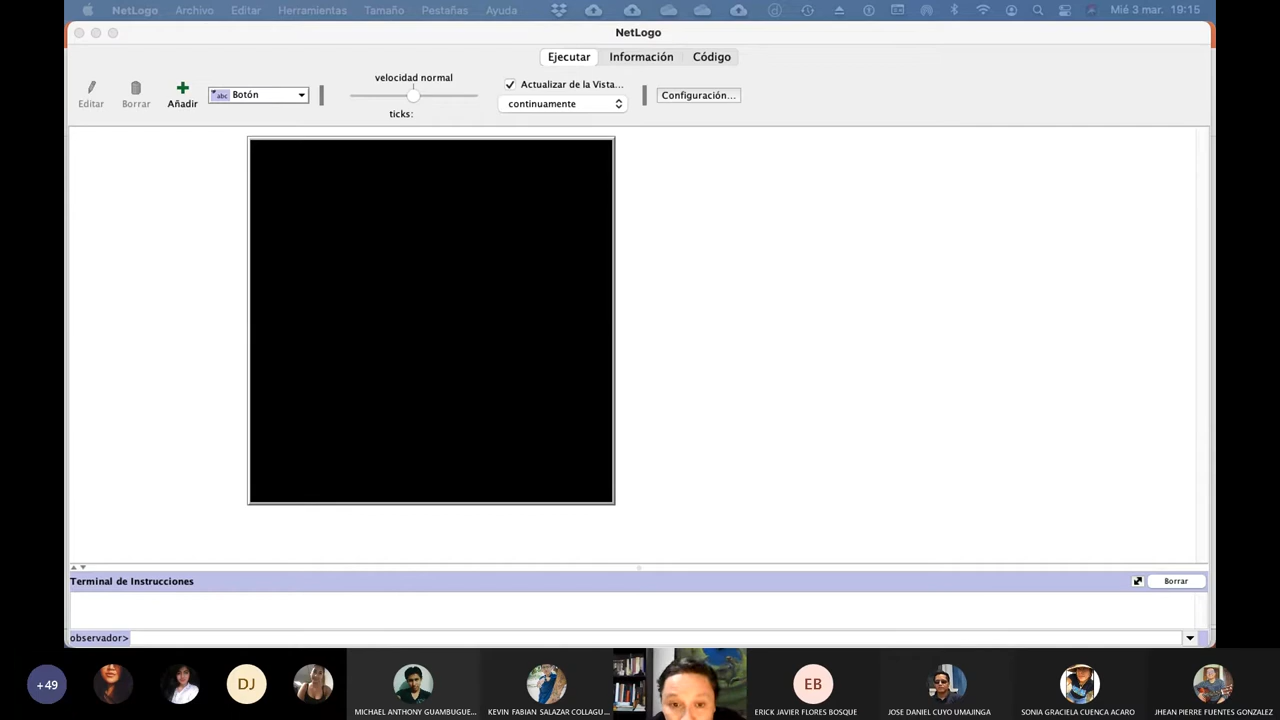 NetLogo Archivo Editar Herramientas Tamaño Pestañas Ayuda Mié 3 mar. 19:15
NetLogo
Ejecutar Información Código
velocidad normal
Actualizar de la Vista...
abc Botón
continuamente
Configuración...
Editar Borrar Añadir
ticks:
Terminal de Instrucciones Borrar
observador>
+49 DJ EB
MICHAEL ANTHONY GUAMBUGUE... KEVIN FABIAN SALAZAR COLLAGU... ERICK JAVIER FLORES BOSQUE JOSE DANIEL CUYO UMAJINGA SONIA GRACIELA CUENCA ACARO JHEAN PIERRE FUENTES GONZALEZ